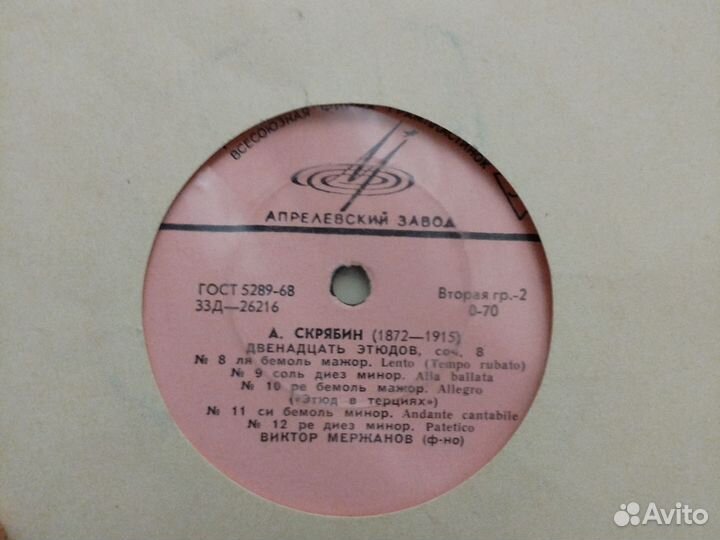 ВСЕСОЮЗНАЯ
АПРЕЛЕВСКИЙ ЗАВОД
ГОСТ 5289-68
33Д—26216
Вторая гр.-2
0-70
А. СКРЯБИН (1872—1915)
ДВЕНАДЦАТЬ ЭТЮДОВ, соч. 8
№ 8 ля бемоль мажор. Lento (Tempo rubato)
№ 9 соль диез минор. Alla ballata
№ 10 ре бемоль мажор. Allegro
(«Этюд в терциях»)
№ 11 си бемоль минор. Andante cantabile
№ 12 ре диез минор. Patetico
ВИКТОР МЕРЖАНОВ (ф-но)
Avito